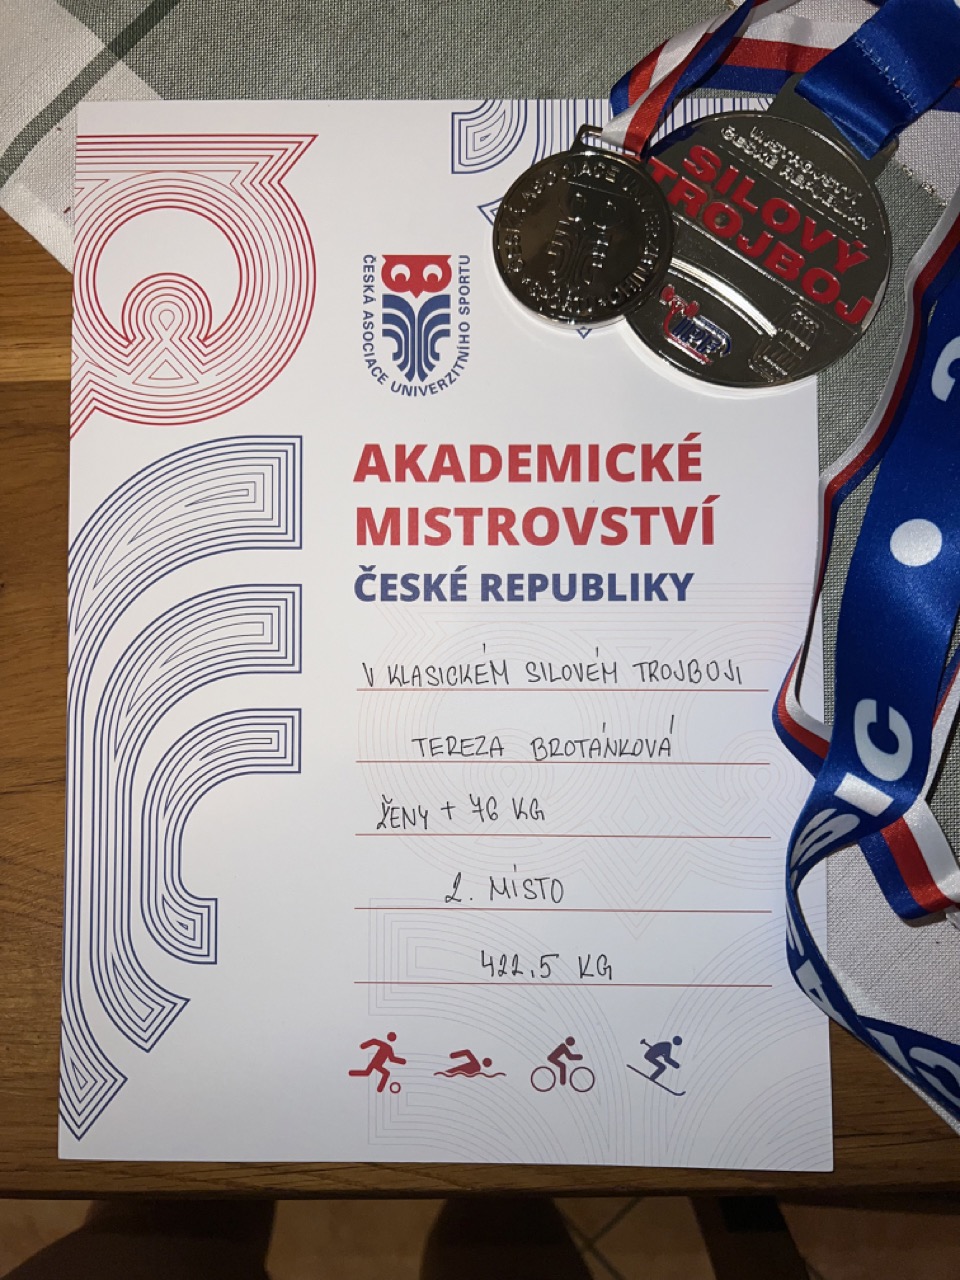 ČESKÁ ASOCIACE UNIVERZITNÍHO SPORTU
SILOVÝ
TROJBOJ
AKADEMICKÉ
MISTROVSTVÍ
ČESKÉ REPUBLIKY
V KLASICKÉM SILOVÉM TROJBOJI
TEREZA BROTÁNKOVÁ
ŽENY + 76 KG
2. MÍSTO
422,5 KG